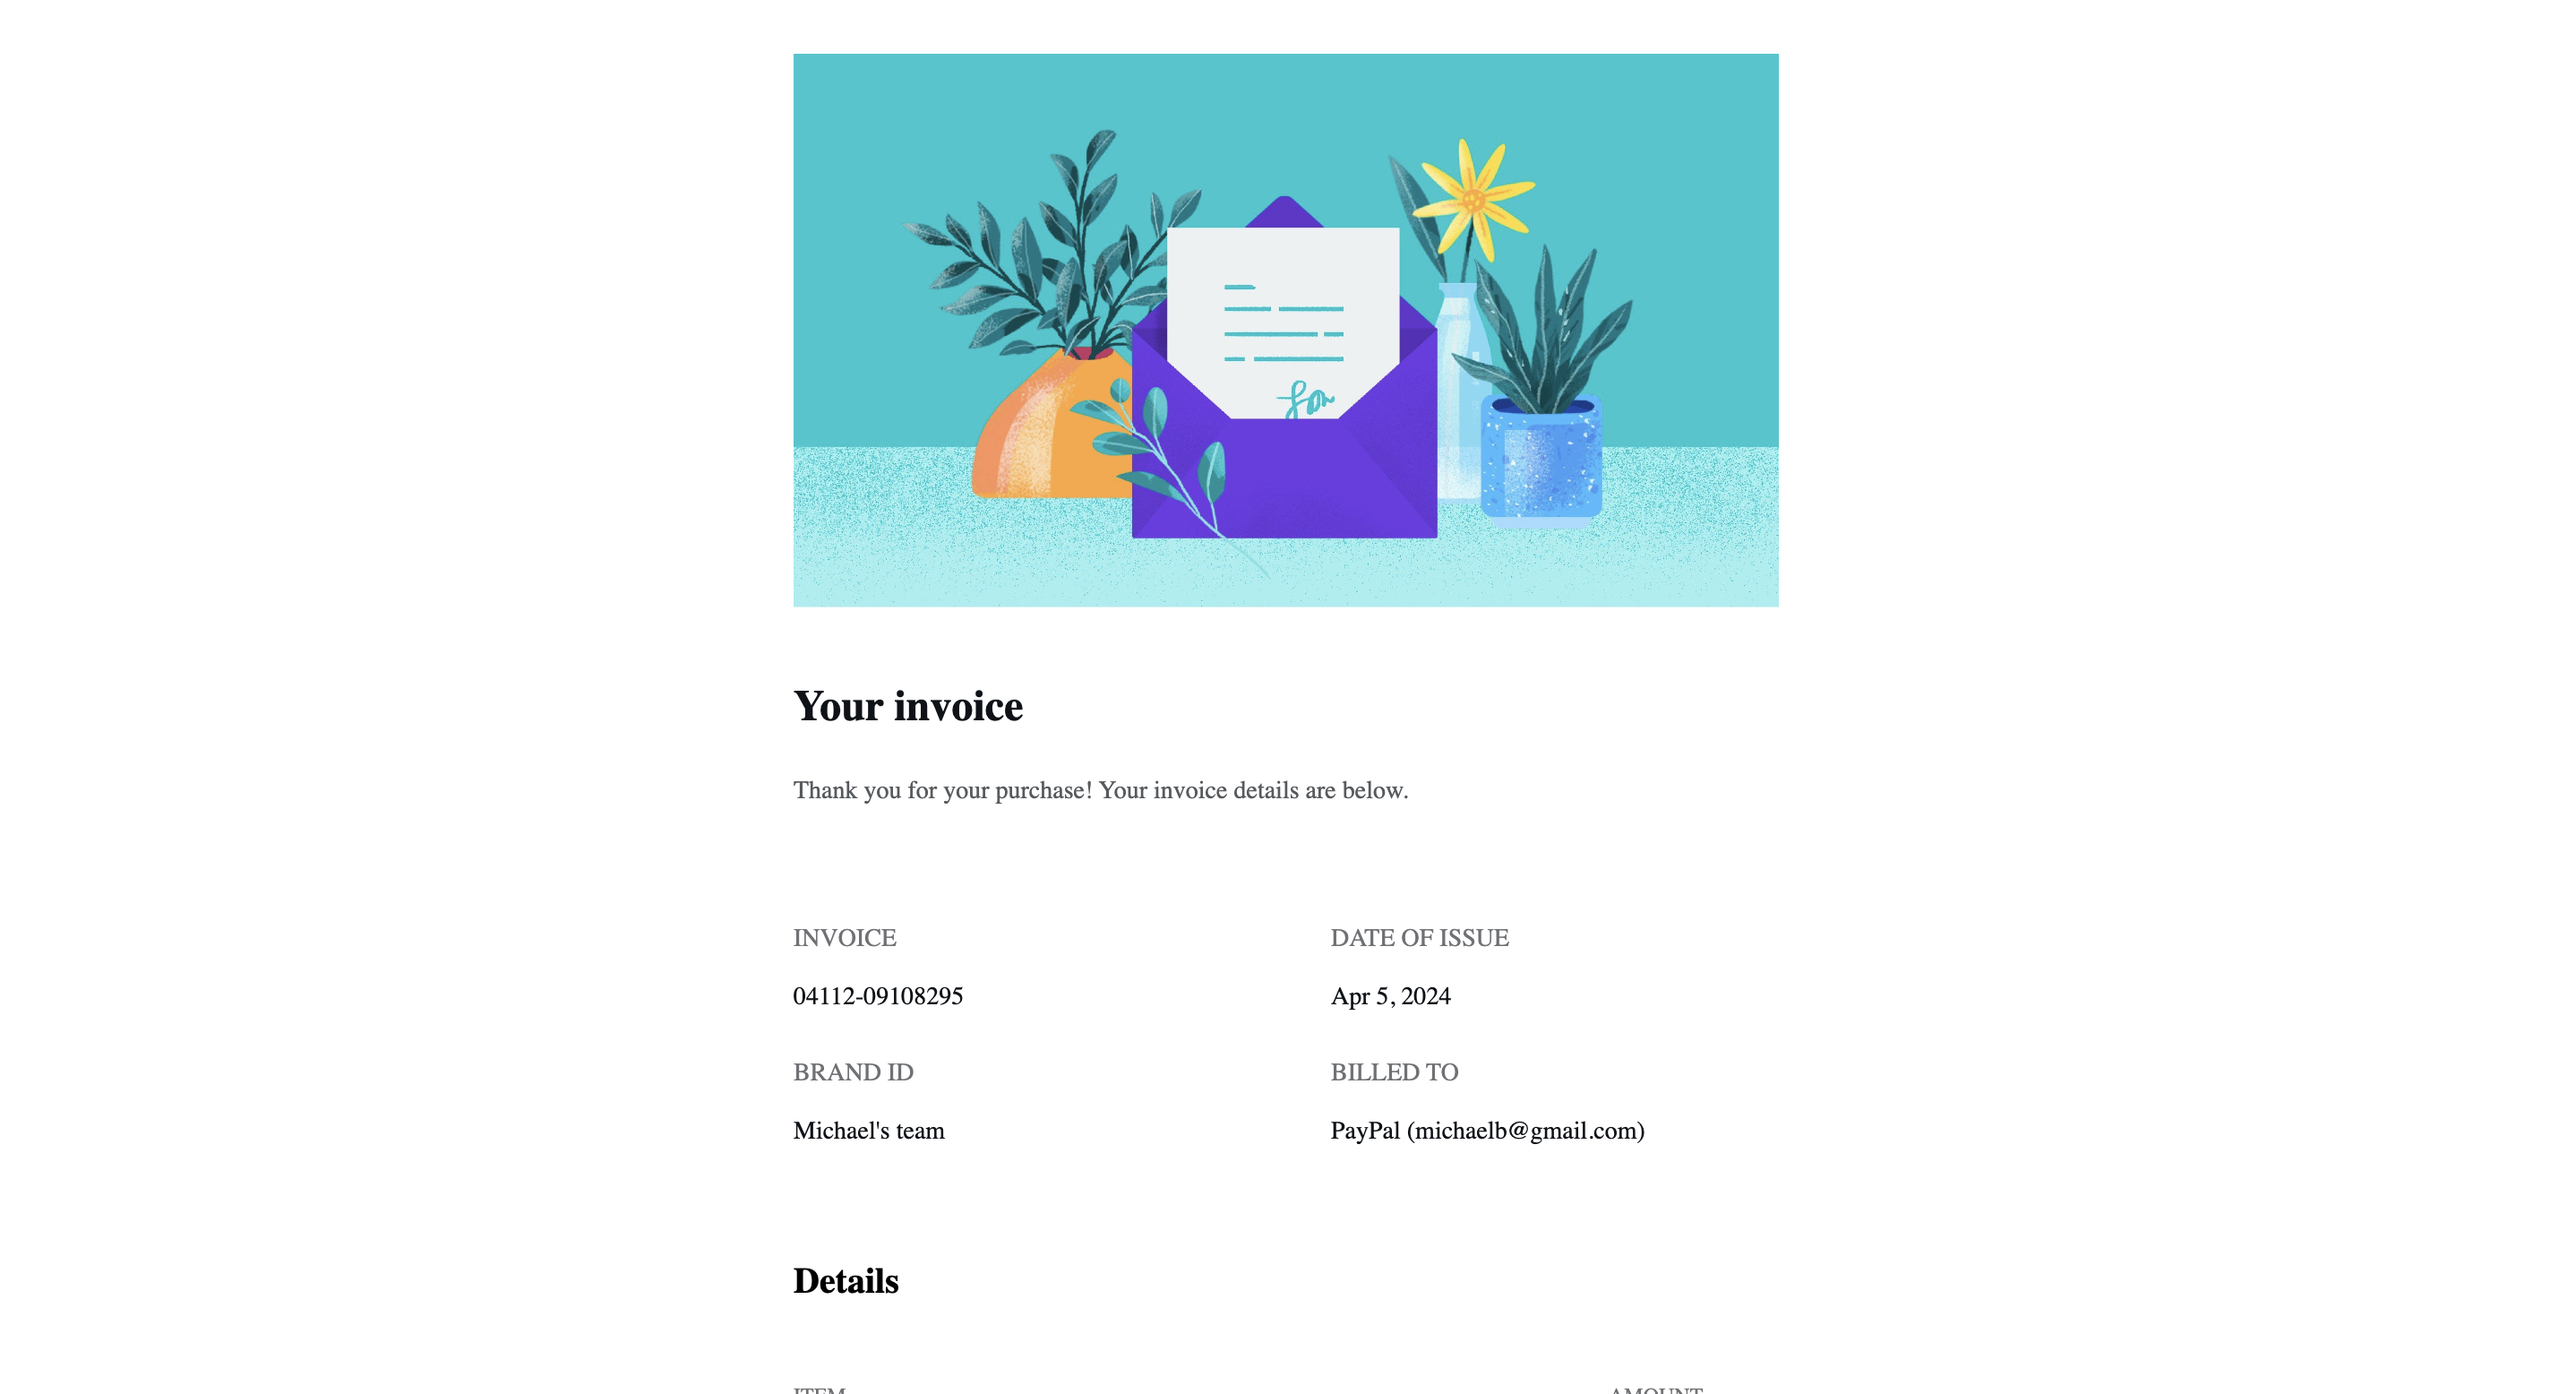 Your invoice
Thank you for your purchase! Your invoice details are below.
INVOICE
DATE OF ISSUE
04112-09108295
Apr 5, 2024
BRAND ID
BILLED TO
Michael's team
PayPal (michaelb@gmail.com)
Details
ITEM
AMOUNT